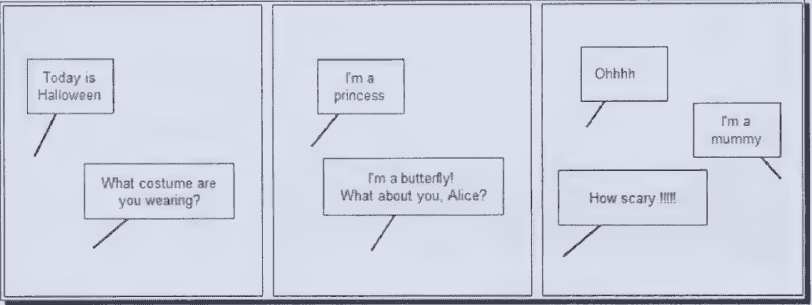 Today is
Halloween
What costume are
you wearing?
I'm a
princess
I'm a butterfly!
What about you, Alice?
Ohhhh
I'm a
mummy
How scary !!!!!